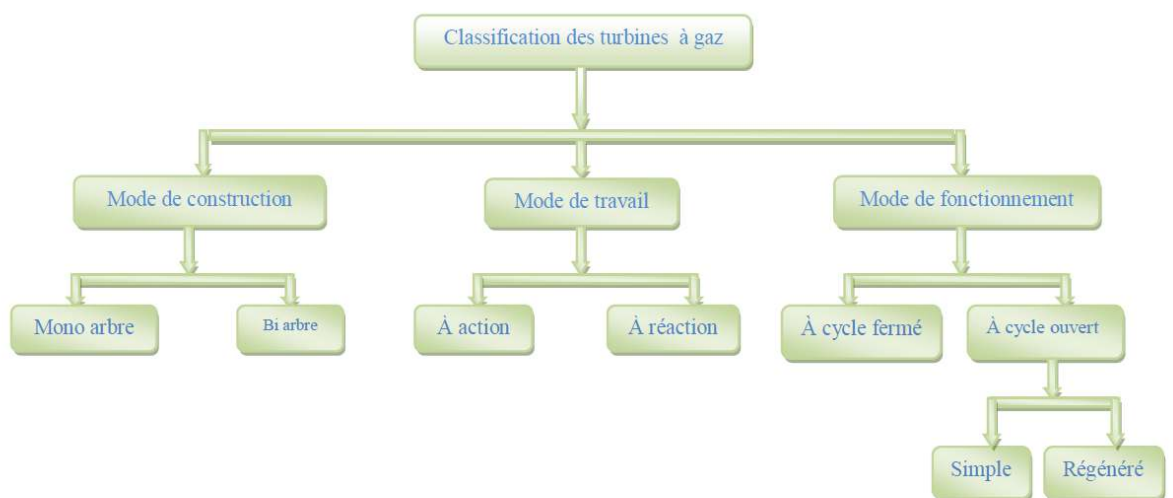 Classification des turbines à gaz
Mode de construction
Mode de travail
Mode de fonctionnement
Mono arbre
Bi arbre
À action
À réaction
À cycle fermé
À cycle ouvert
Simple
Régénéré